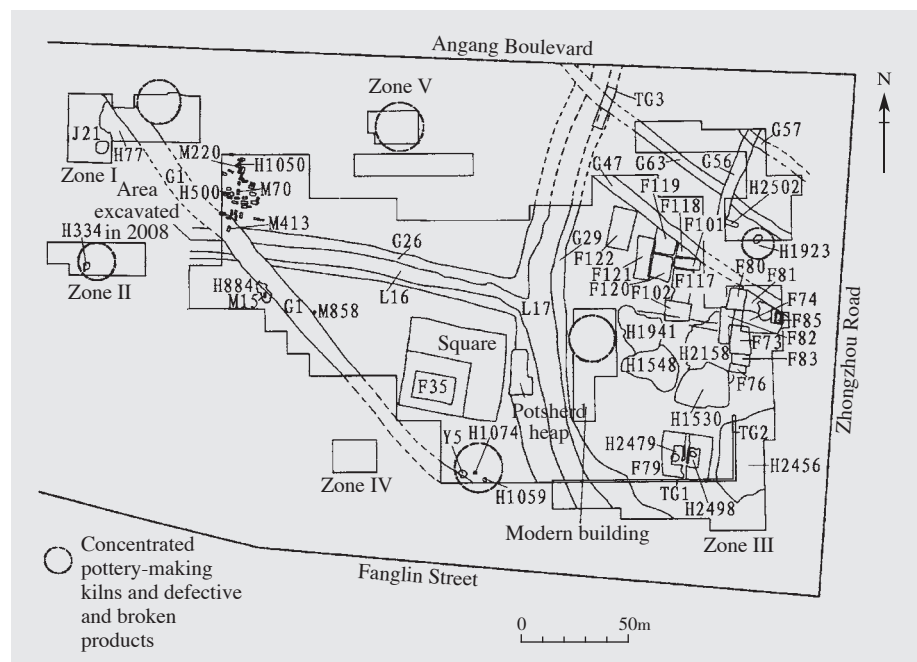 Angang Boulevard
N
Zone V
TG3
J21
H77
G57
G63
G56
M220
H1050
G47
H2502
Zone I
G1
F119
H500
M70
F118
Area
excavated
in 2008
F101
M413
H334
G26
G29
F122
H1923
F121
F80
F81
Zone II
F120
F117
H884
L16
F102
F74
M15
G1
M858
L17
F85
H1941
F82
Square
F73
H2158
H1548
F83
F35
F76
Potsherd
heap
H1530
Zhongzhou Road
Y5
H1074
TG2
H2479
H2456
Zone IV
F79
H1059
TG1
H2498
Modern building
Zone III
Concentrated
pottery-making
kilns and defective
and broken
products
Fanglin Street
0
50m